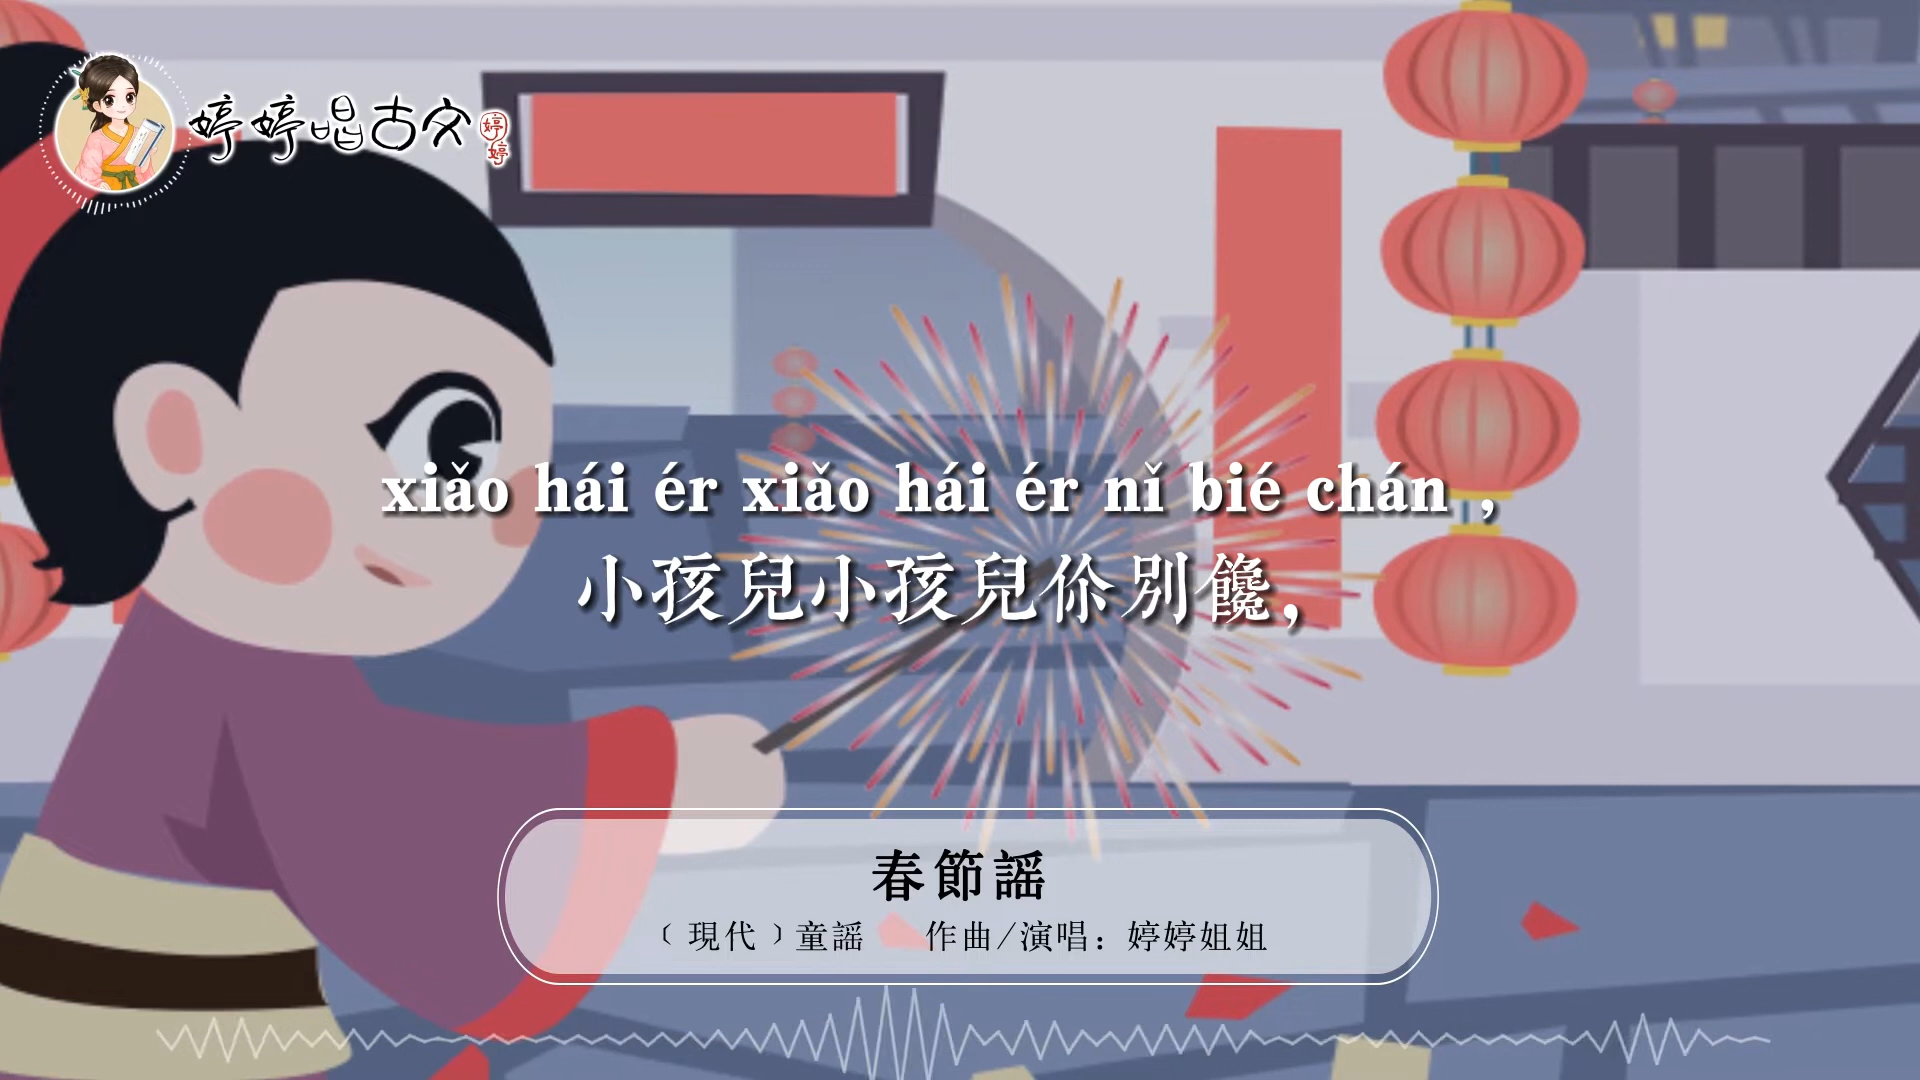 婷婷唱古文
婷婷
xiǎo hái ér xiǎo hái ér nǐ bié chán ,
小孩兒小孩兒你別饞，
春節謡
（現代）童謡 作曲/演唱：婷婷姐姐